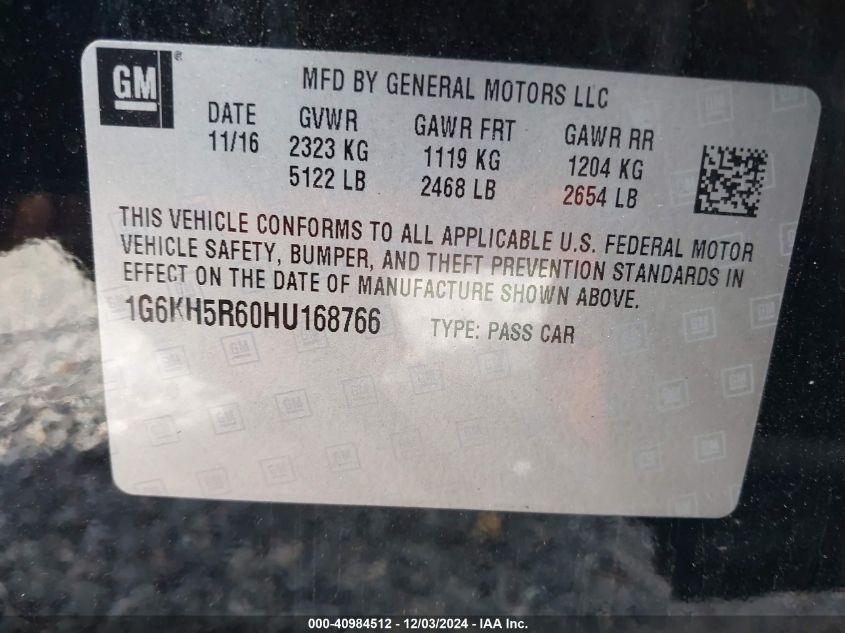 GM®
MFD BY GENERAL MOTORS LLC
DATE GVWR GAWR FRT GAWR RR
11/16 2323 KG 1119 KG 1204 KG
5122 LB 2468 LB 2654 LB
THIS VEHICLE CONFORMS TO ALL APPLICABLE U.S. FEDERAL MOTOR
VEHICLE SAFETY, BUMPER, AND THEFT PREVENTION STANDARDS IN
EFFECT ON THE DATE OF MANUFACTURE SHOWN ABOVE.
1G6KH5R60HU168766 TYPE: PASS CAR
000-40984512 - 12/03/2024 - IAA Inc.